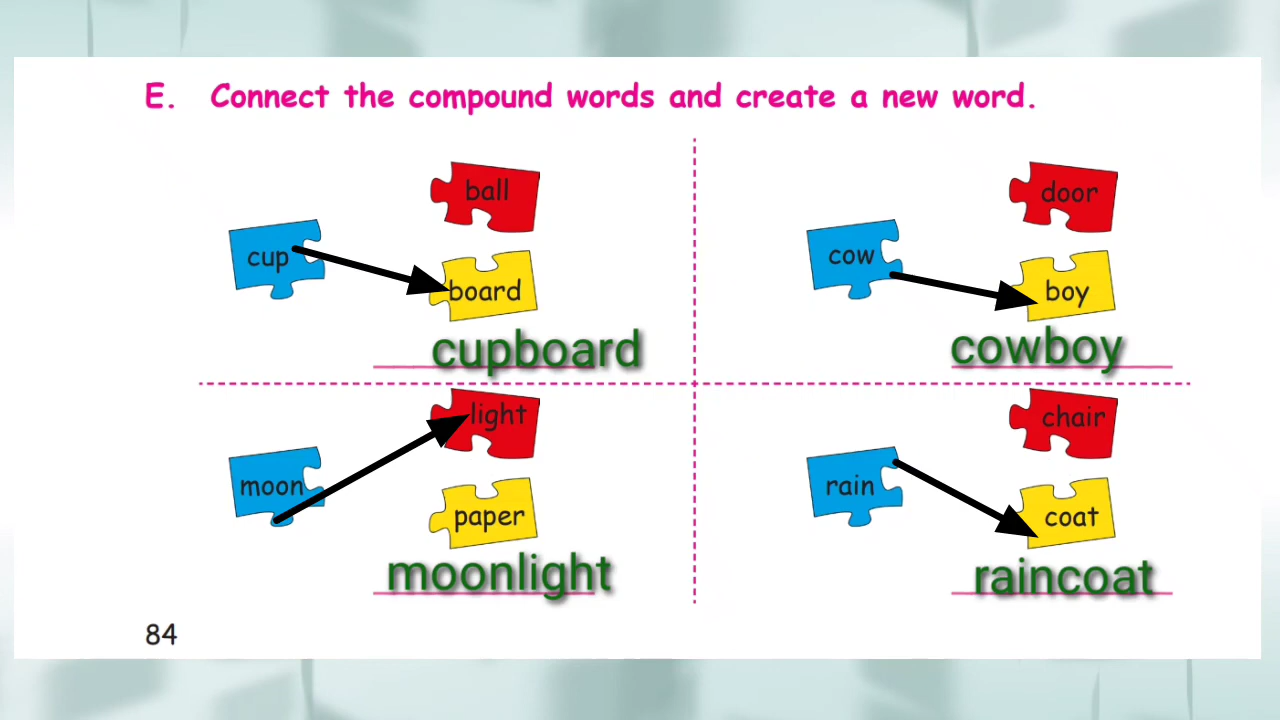 E. Connect the compound words and create a new word.
ball
cup
board
cupboard
door
cow
boy
cowboy
light
moon
paper
moonlight
chair
rain
coat
raincoat
84